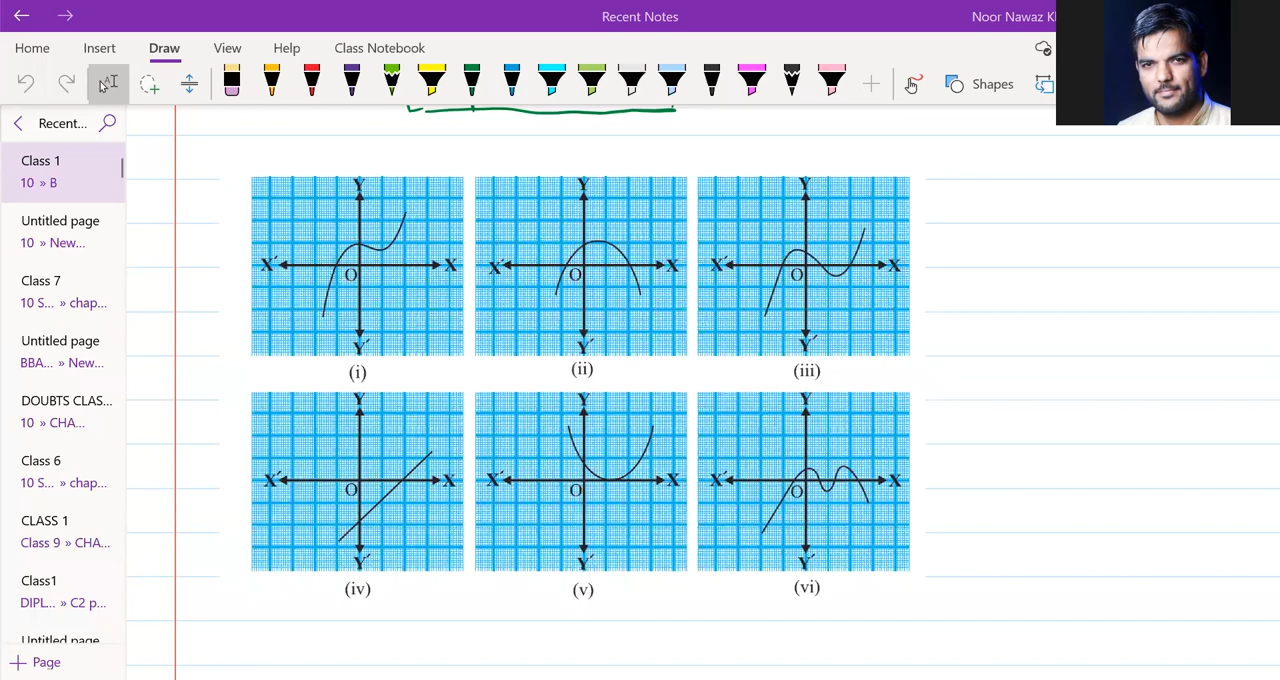 Recent Notes
Noor Nawaz
Home Insert Draw View Help Class Notebook
Shapes
Recent...
Class 1
10 » B
Untitled page
10 » New...
Class 7
10 S... » chap...
Untitled page
BBA... » New...
DOUBTS CLAS...
10 » CHA...
Class 6
10 S... » chap...
CLASS 1
Class 9 » CHA...
Class1
DIPL... » C2 p...
Untitled page
Page
Y
X´ O X
Y´
(i)
Y
X´ O X
Y´
(ii)
Y
X´ O X
Y´
(iii)
Y
X´ O X
Y´
(iv)
Y
X´ O X
Y´
(v)
Y
X´ O X
Y´
(vi)